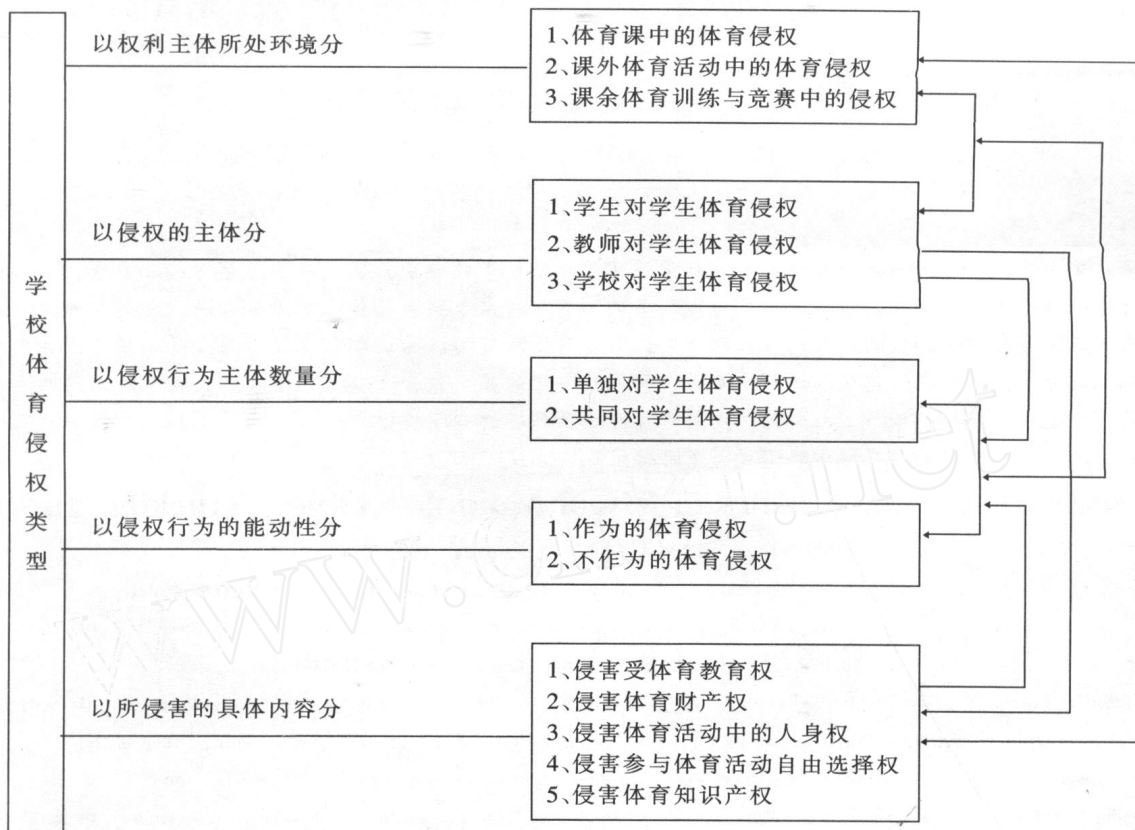 学校体育侵权类型
以权利主体所处环境分
1、体育课中的体育侵权
2、课外体育活动中的体育侵权
3、课余体育训练与竞赛中的侵权
以侵权的主体分
1、学生对学生体育侵权
2、教师对学生体育侵权
3、学校对学生体育侵权
以侵权行为主体数量分
1、单独对学生体育侵权
2、共同对学生体育侵权
以侵权行为的能动性分
1、作为的体育侵权
2、不作为的体育侵权
以所侵害的具体内容分
1、侵害受体育教育权
2、侵害体育财产权
3、侵害体育活动中的人身权
4、侵害参与体育活动自由选择权
5、侵害体育知识产权